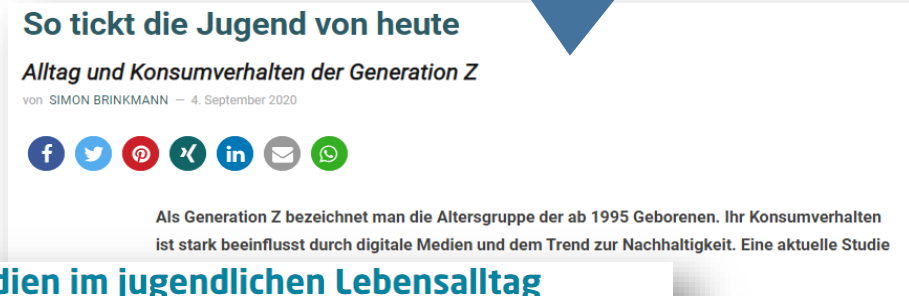 So tickt die Jugend von heute
Alltag und Konsumverhalten der Generation Z
von SIMON BRINKMANN — 4. September 2020
Als Generation Z bezeichnet man die Altersgruppe der ab 1995 Geborenen. Ihr Konsumverhalten
ist stark beeinflusst durch digitale Medien und dem Trend zur Nachhaltigkeit. Eine aktuelle Studie
dien im jugendlichen Lebensalltag